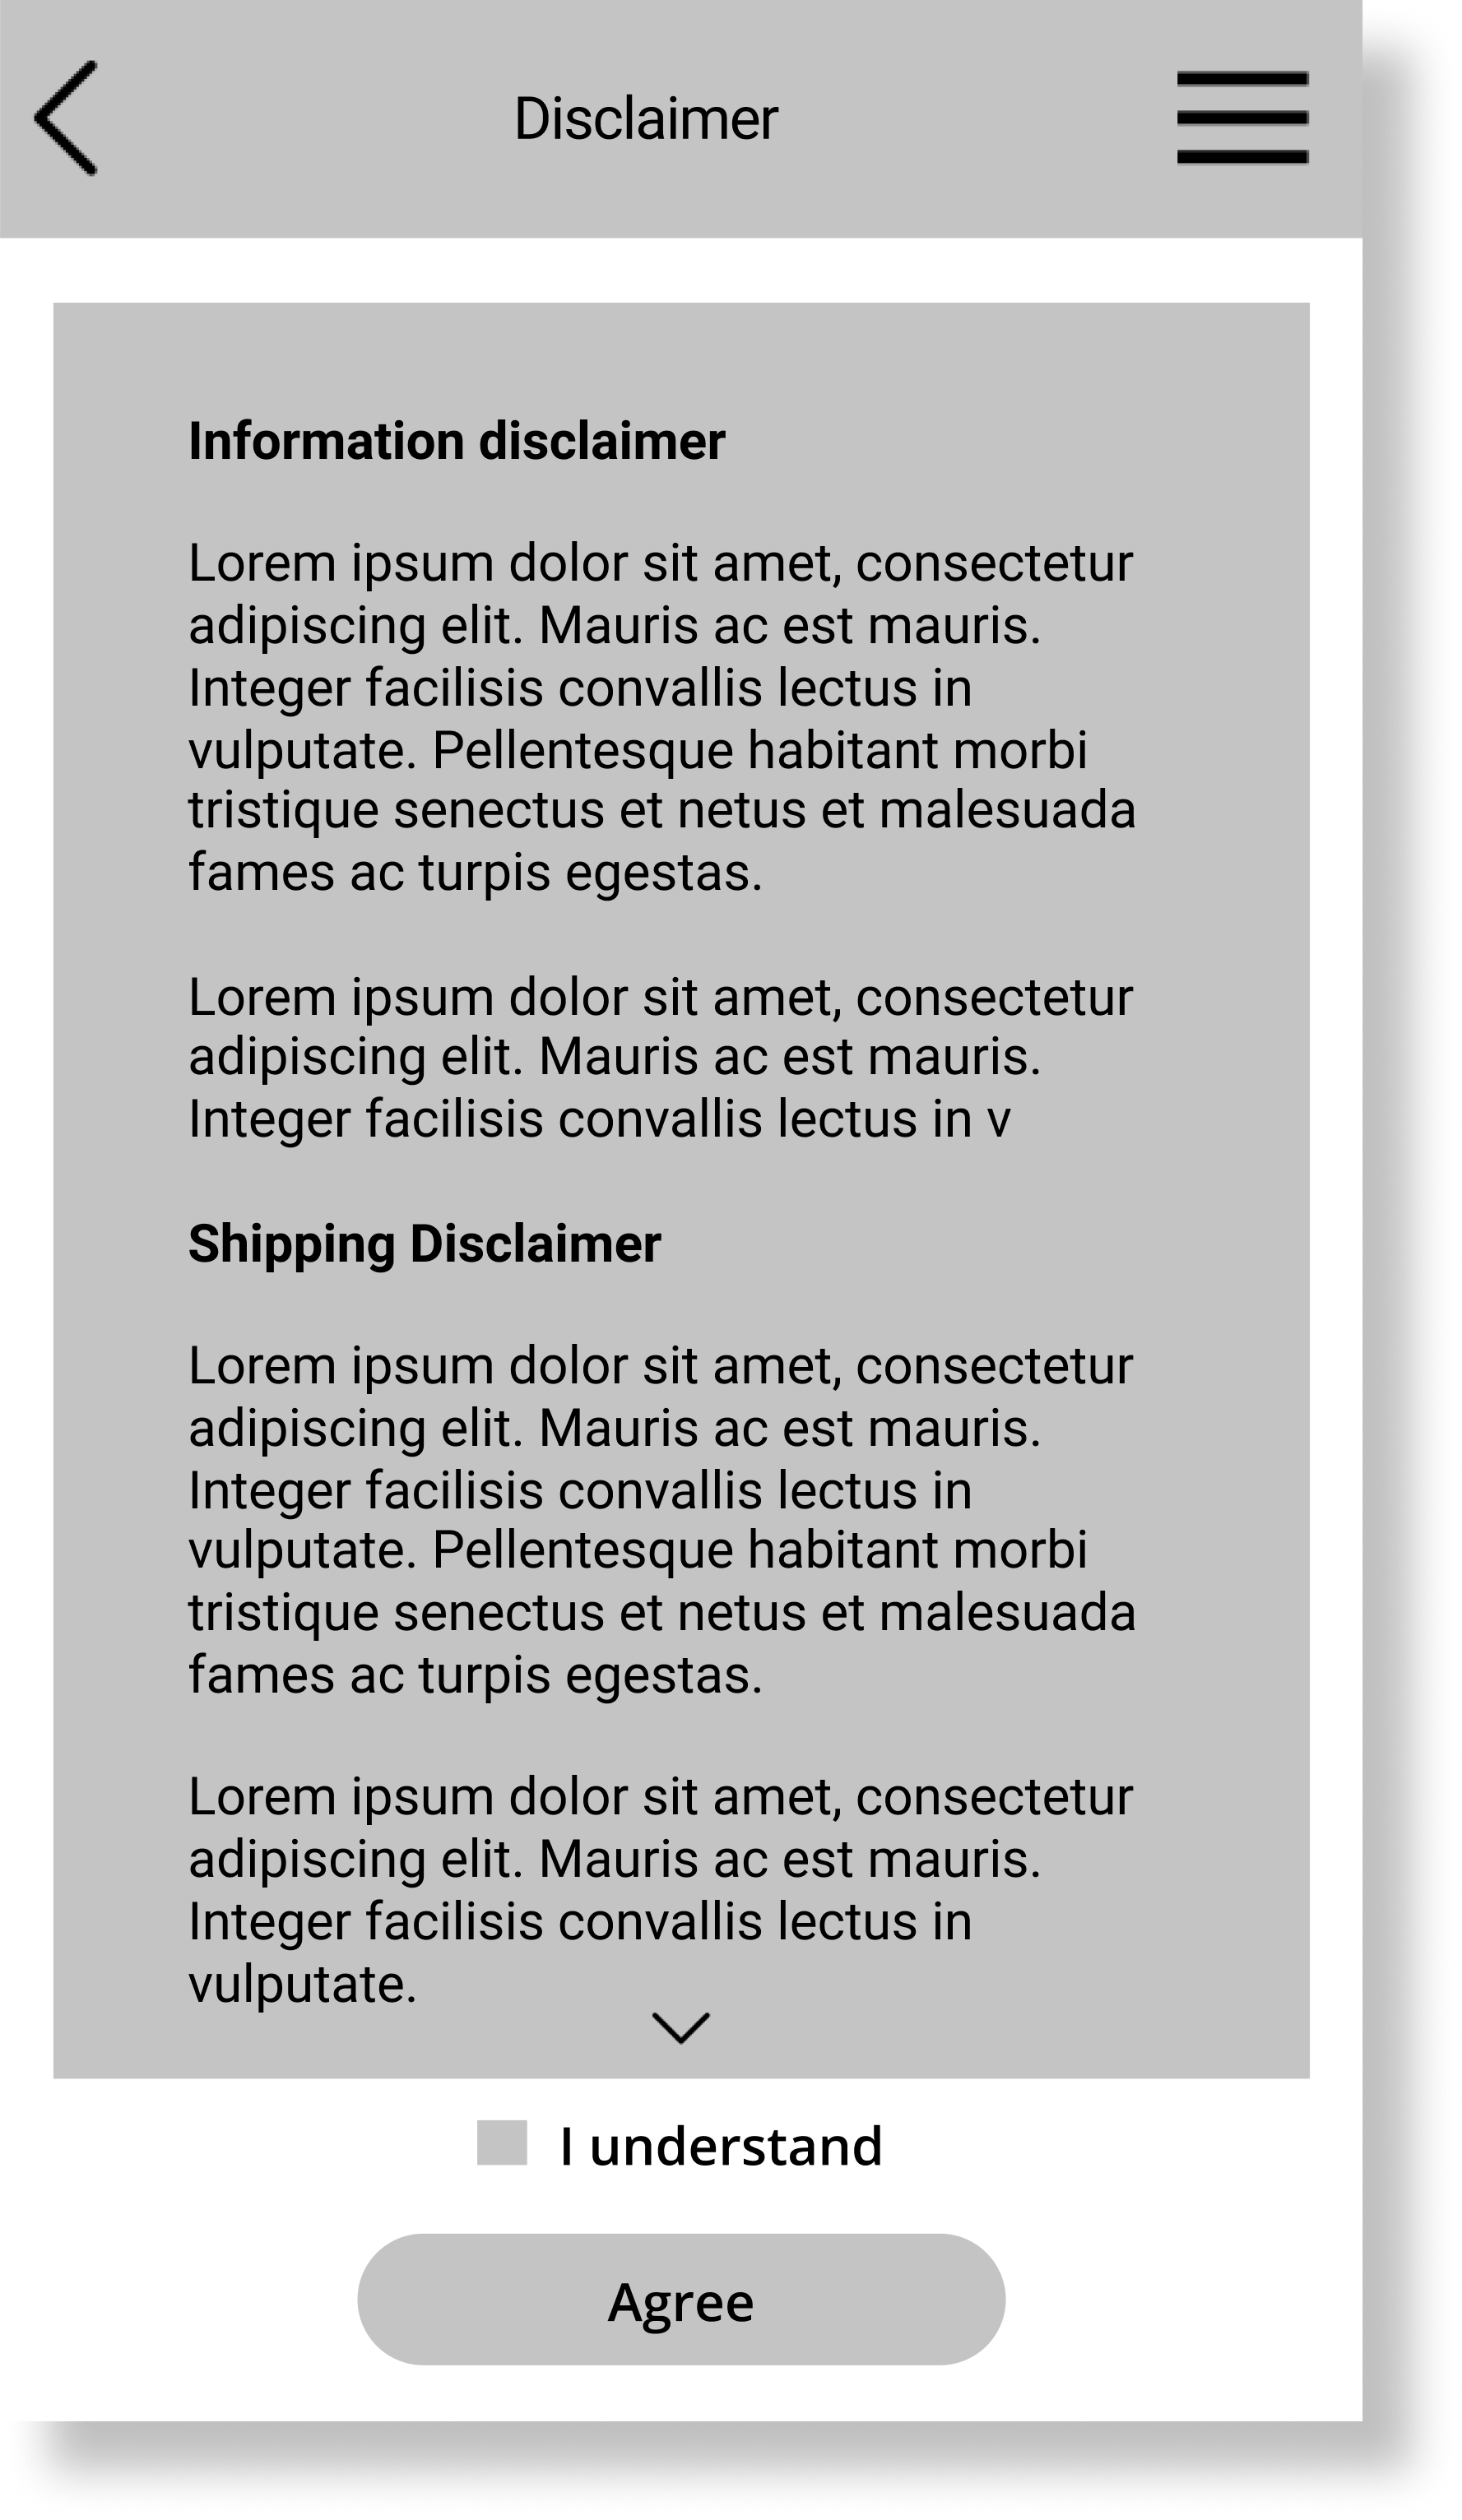 Disclaimer
Information disclaimer
Lorem ipsum dolor sit amet, consectetur
adipiscing elit. Mauris ac est mauris.
Integer facilisis convallis lectus in
vulputate. Pellentesque habitant morbi
tristique senectus et netus et malesuada
fames ac turpis egestas.
Lorem ipsum dolor sit amet, consectetur
adipiscing elit. Mauris ac est mauris.
Integer facilisis convallis lectus in v
Shipping Disclaimer
Lorem ipsum dolor sit amet, consectetur
adipiscing elit. Mauris ac est mauris.
Integer facilisis convallis lectus in
vulputate. Pellentesque habitant morbi
tristique senectus et netus et malesuada
fames ac turpis egestas.
Lorem ipsum dolor sit amet, consectetur
adipiscing elit. Mauris ac est mauris.
Integer facilisis convallis lectus in
vulputate.
I understand
Agree